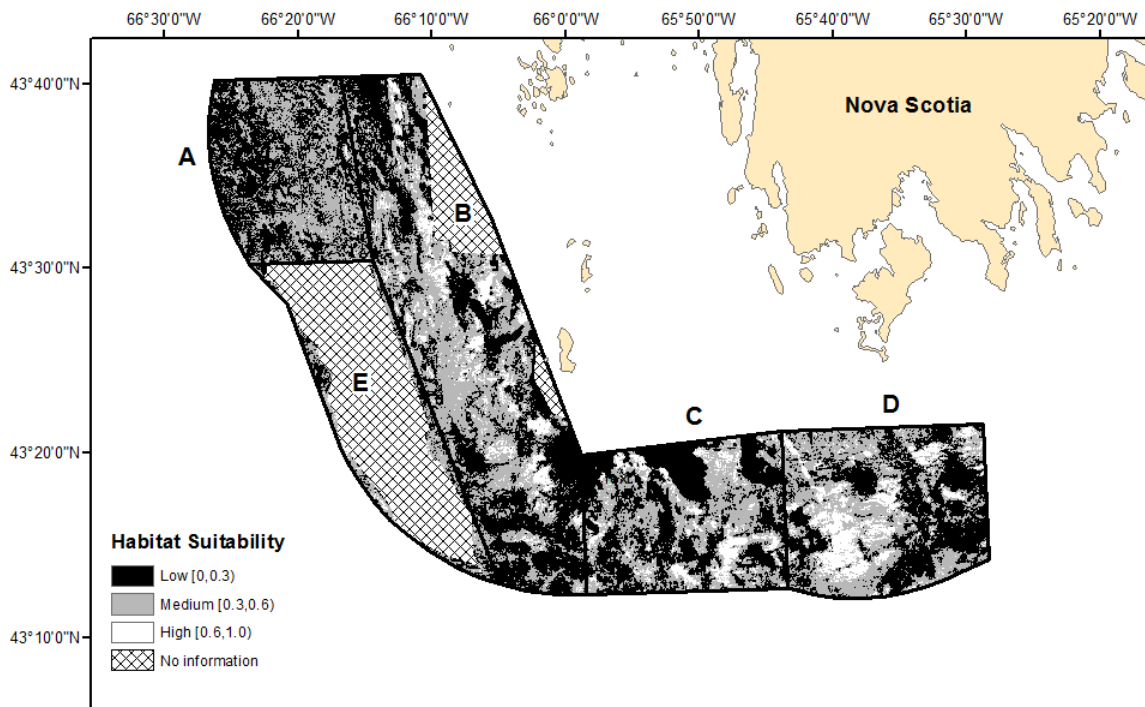 66°30'0"W 66°20'0"W 66°10'0"W 66°0'0"W 65°50'0"W 65°40'0"W 65°30'0"W 65°20'0"W
43°40'0"N
Nova Scotia
A
B
43°30'0"N
E
C
D
43°20'0"N
Habitat Suitability
Low [0,0.3)
Medium [0.3,0.6)
High [0.6,1.0)
43°10'0"N
No information